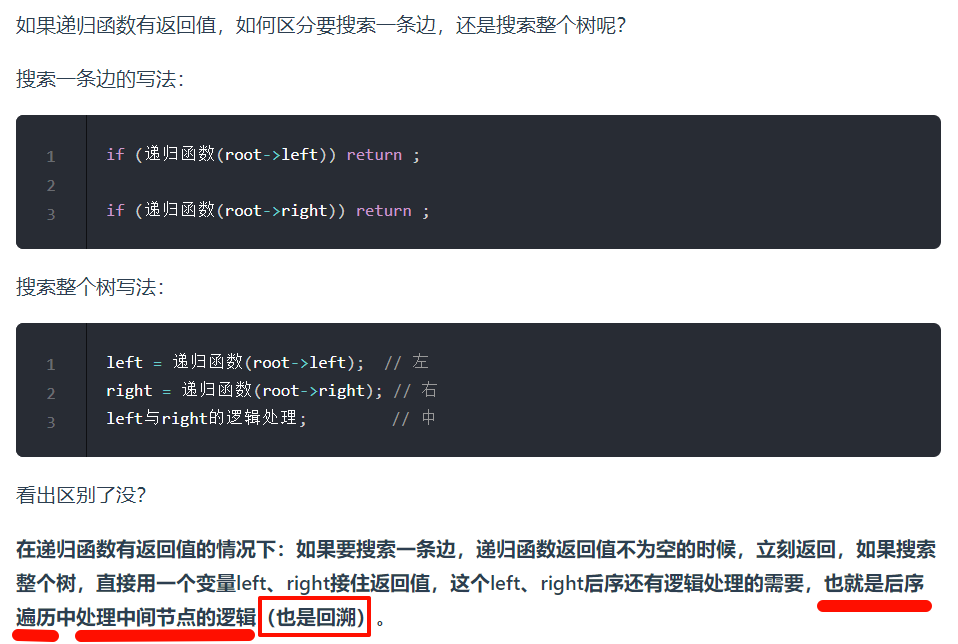 如果递归函数有返回值，如何区分要搜索一条边，还是搜索整个树呢？
搜索一条边的写法：
1 if (递归函数(root->left)) return ;
2
3 if (递归函数(root->right)) return ;
搜索整个树写法：
1 left = 递归函数(root->left);  // 左
2 right = 递归函数(root->right); // 右
3 left与right的逻辑处理;         // 中
看出区别了没？
在递归函数有返回值的情况下：如果要搜索一条边，递归函数返回值不为空的时候，立刻返回，如果搜索
整个树，直接用一个变量left、right接住返回值，这个left、right后序还有逻辑处理的需要，也就是后序
遍历中处理中间节点的逻辑（也是回溯）。